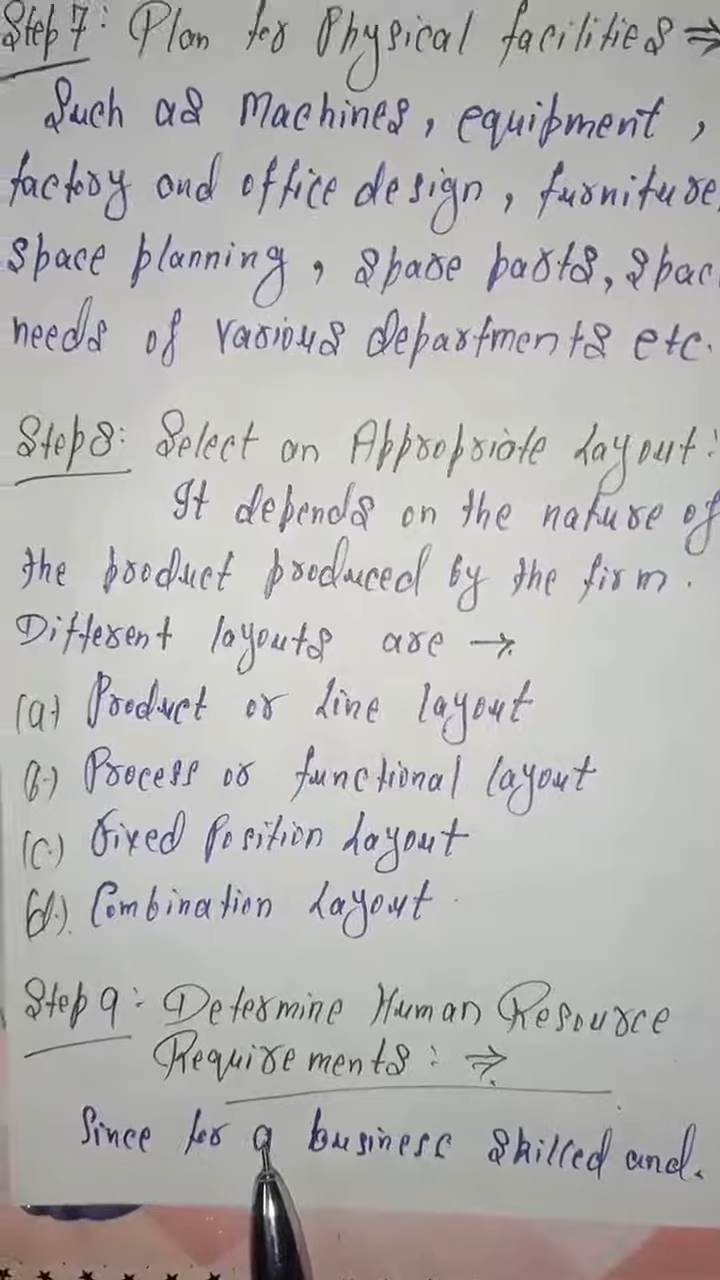 Step 7: Plan for Physical facilities ⇒
Such as Machines, equipment,
factory and office design, furniture,
space planning, spare parts, spac
needs of various departments etc.
Step 8: Select an Appropriate Layout:
It depends on the nature of
the product produced by the firm.
Different layouts are →
(a) Product or Line layout
(b) Process or functional layout
(c) Fixed Position Layout
(d) Combination Layout.
Step 9: Determine Human Resource
Requirements: ⇒
Since for a business skilled and